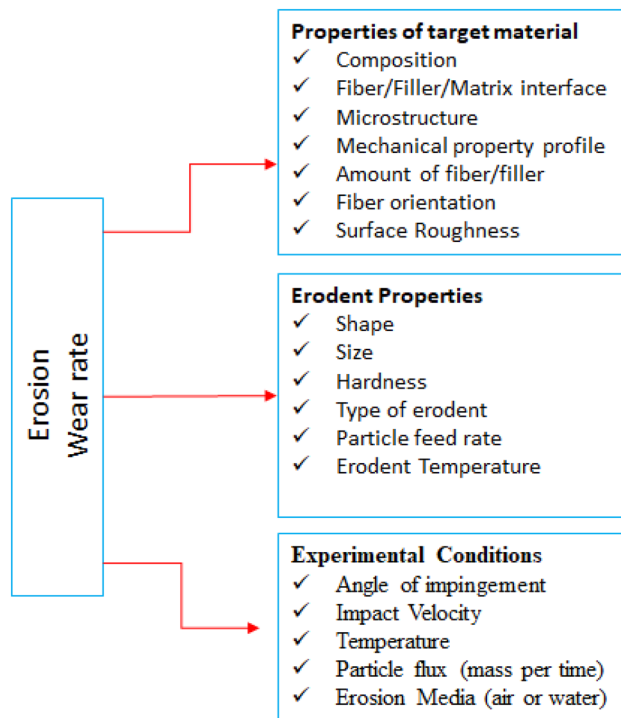 Erosion
Wear rate
Properties of target material
✓ Composition
✓ Fiber/Filler/Matrix interface
✓ Microstructure
✓ Mechanical property profile
✓ Amount of fiber/filler
✓ Fiber orientation
✓ Surface Roughness
Erodent Properties
✓ Shape
✓ Size
✓ Hardness
✓ Type of erodent
✓ Particle feed rate
✓ Erodent Temperature
Experimental Conditions
✓ Angle of impingement
✓ Impact Velocity
✓ Temperature
✓ Particle flux (mass per time)
✓ Erosion Media (air or water)